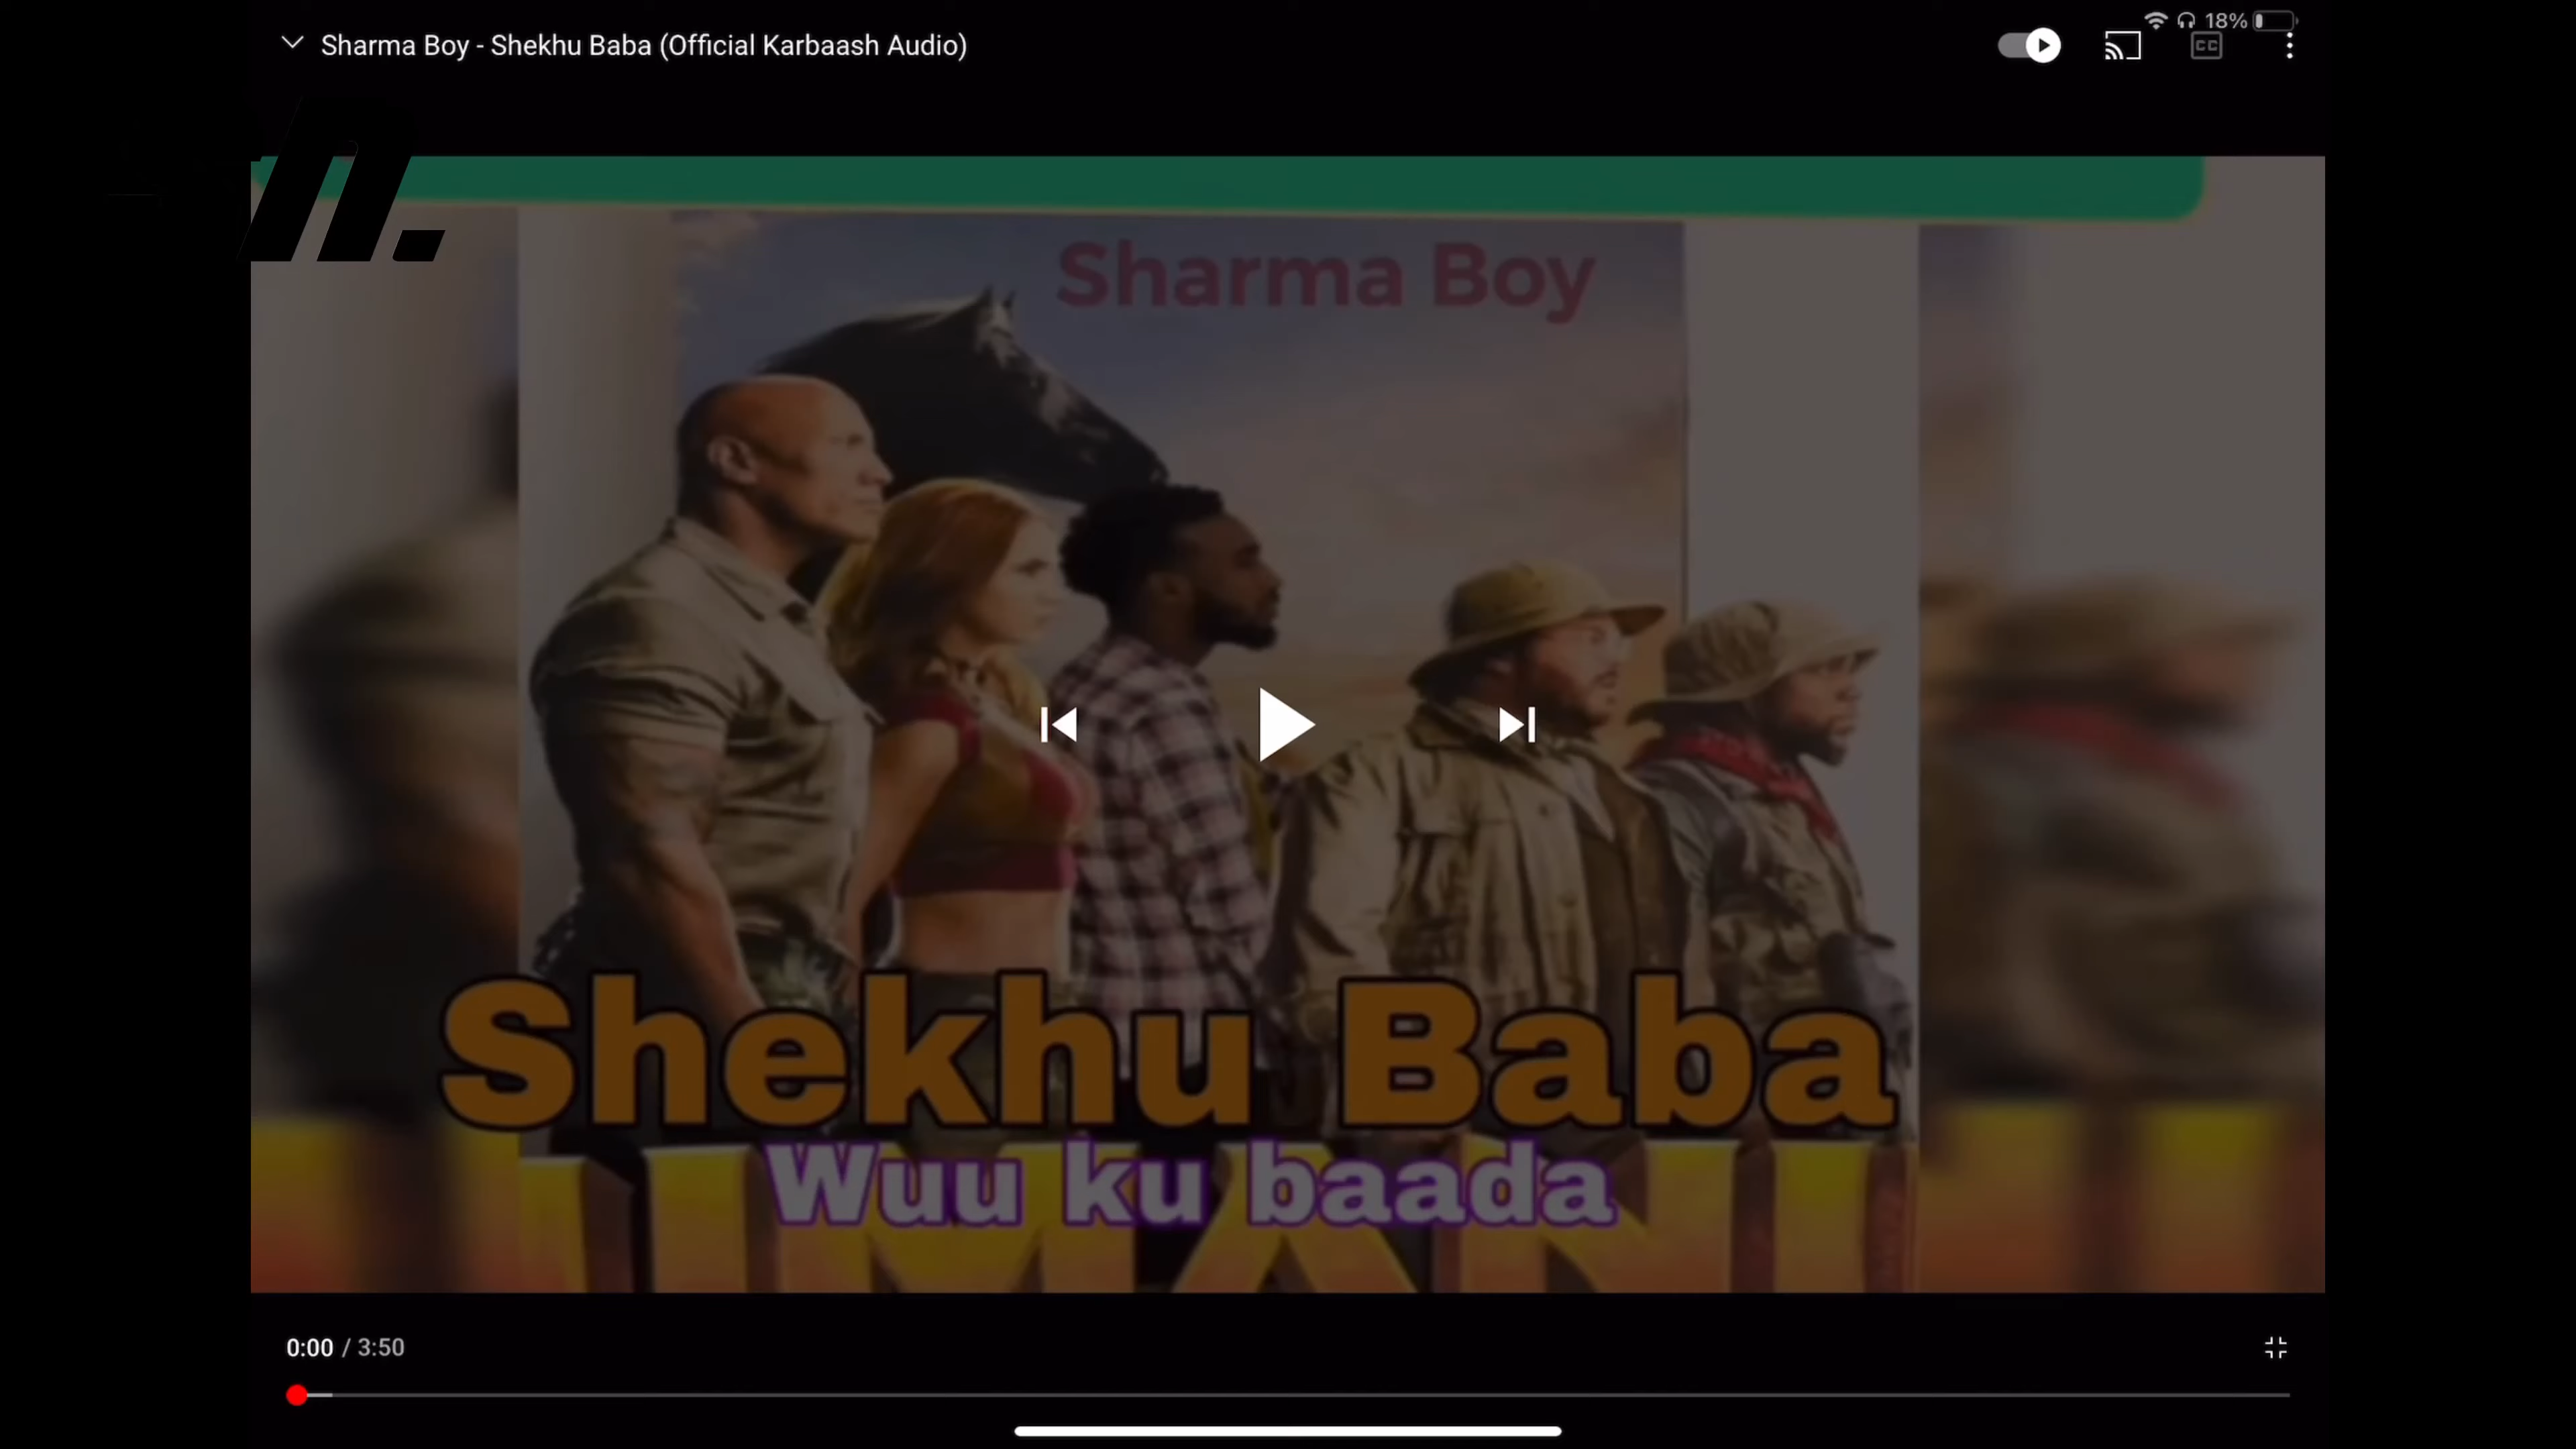 18%
Sharma Boy - Shekhu Baba (Official Karbaash Audio)
CC
n.
Sharma Boy
Shekhu Baba
Wuu ku baada
0:00 / 3:50